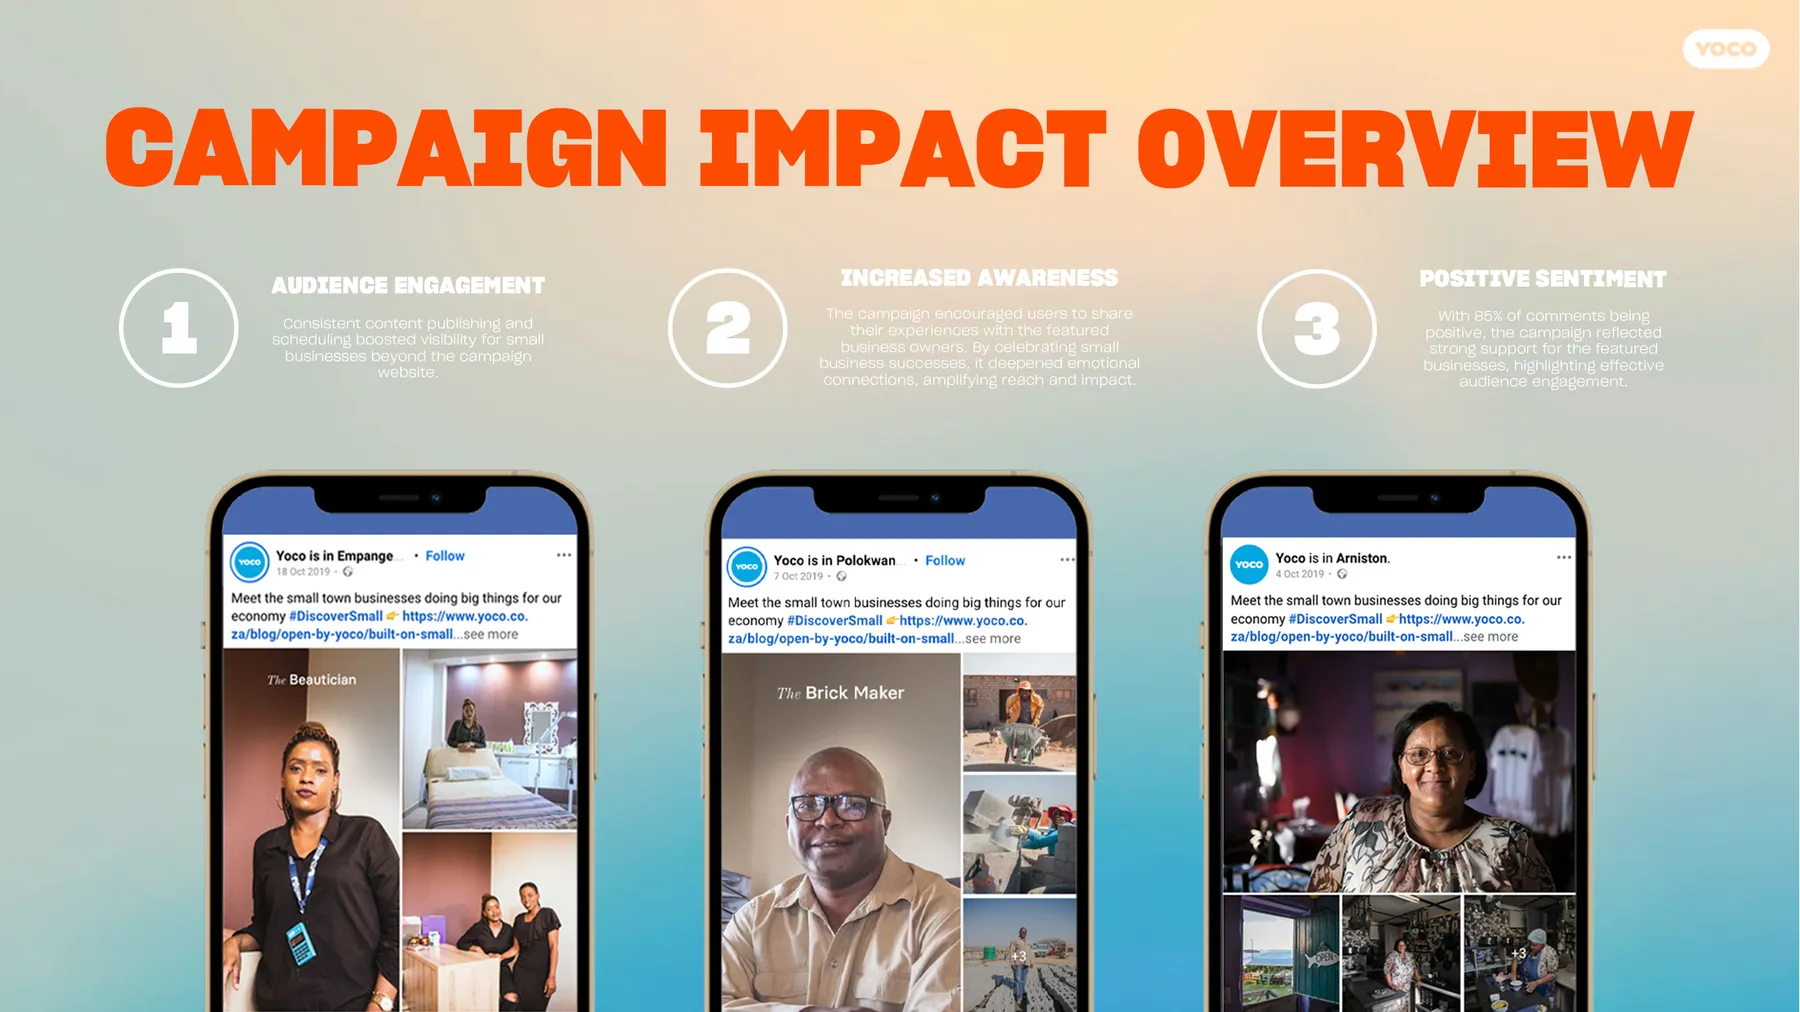 YOCO
CAMPAIGN IMPACT OVERVIEW
1
AUDIENCE ENGAGEMENT
Consistent content publishing and
scheduling boosted visibility for small
businesses beyond the campaign
website.
2
INCREASED AWARENESS
The campaign encouraged users to share
their experiences with the featured
business owners. By celebrating small
business successes, it deepened emotional
connections, amplifying reach and impact.
3
POSITIVE SENTIMENT
With 85% of comments being
positive, the campaign reflected
strong support for the featured
businesses, highlighting effective
audience engagement.
YOCO
Yoco is in Empange... • Follow
18 Oct 2019 •
Meet the small town businesses doing big things for our
economy #DiscoverSmall 👉 https://www.yoco.co.
za/blog/open-by-yoco/built-on-small...see more
The Beautician
YOCO
Yoco is in Polokwan... • Follow
7 Oct 2019 •
Meet the small town businesses doing big things for our
economy #DiscoverSmall 👉https://www.yoco.co.
za/blog/open-by-yoco/built-on-small...see more
The Brick Maker
+3
YOCO
Yoco is in Arniston.
4 Oct 2019 •
Meet the small town businesses doing big things for our
economy #DiscoverSmall 👉https://www.yoco.co.
za/blog/open-by-yoco/built-on-small...see more
OPEN
+3